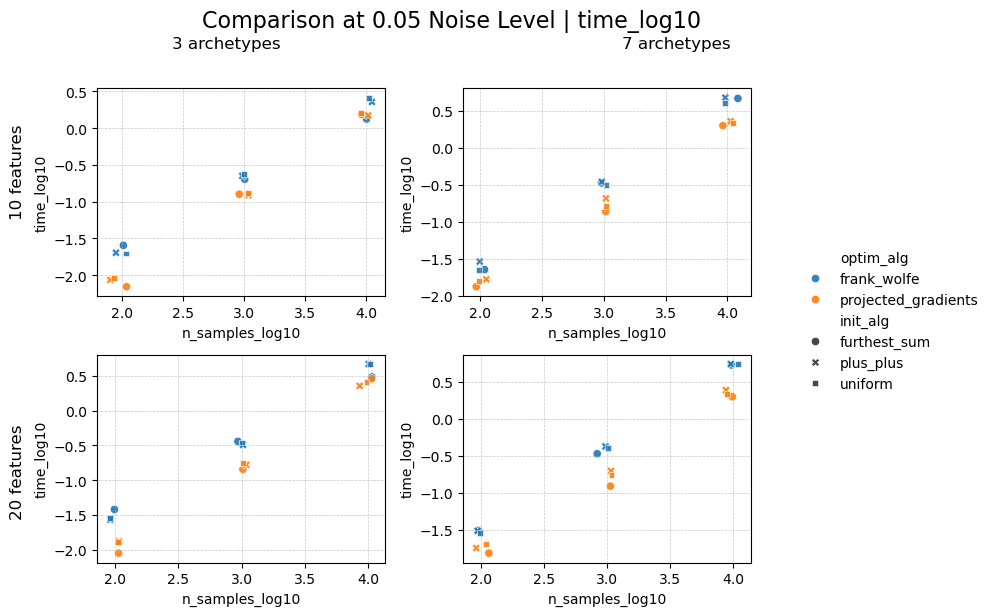 Comparison at 0.05 Noise Level | time_log10
3 archetypes
7 archetypes
10 features
time_log10
0.5
0.0
−0.5
−1.0
−1.5
−2.0
2.0 2.5 3.0 3.5 4.0
n_samples_log10
time_log10
0.5
0.0
−0.5
−1.0
−1.5
−2.0
2.0 2.5 3.0 3.5 4.0
n_samples_log10
20 features
time_log10
0.5
0.0
−0.5
−1.0
−1.5
−2.0
2.0 2.5 3.0 3.5 4.0
n_samples_log10
time_log10
0.5
0.0
−0.5
−1.0
−1.5
2.0 2.5 3.0 3.5 4.0
n_samples_log10
optim_alg
frank_wolfe
projected_gradients
init_alg
furthest_sum
plus_plus
uniform